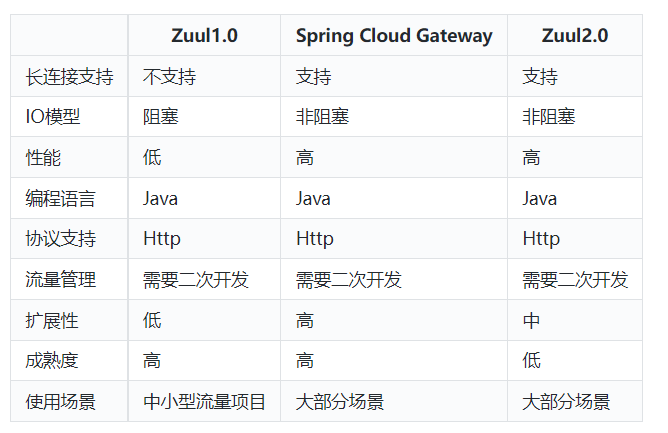 Zuul1.0 Spring Cloud Gateway Zuul2.0
长连接支持 不支持 支持 支持
IO模型 阻塞 非阻塞 非阻塞
性能 低 高 高
编程语言 Java Java Java
协议支持 Http Http Http
流量管理 需要二次开发 需要二次开发 需要二次开发
扩展性 低 高 中
成熟度 高 高 低
使用场景 中小型流量项目 大部分场景 大部分场景